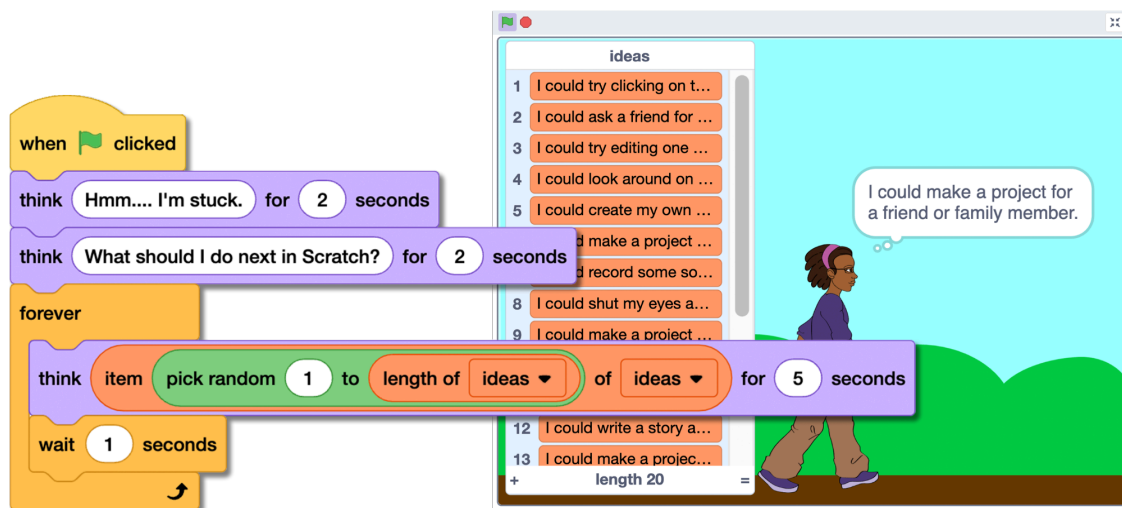 when clicked
think Hmm.... I'm stuck. for 2 seconds
think What should I do next in Scratch? for 2 seconds
forever
think item pick random 1 to length of ideas of ideas for 5 seconds
wait 1 seconds
ideas
1 I could try clicking on t...
2 I could ask a friend for ...
3 I could try editing one ...
4 I could look around on ...
5 I could create my own ...
make a project ...
record some so...
8 I could shut my eyes a...
9 I could make a project ...
12 I could write a story a...
13 I could make a projec...
+ length 20 =
I could make a project for
a friend or family member.